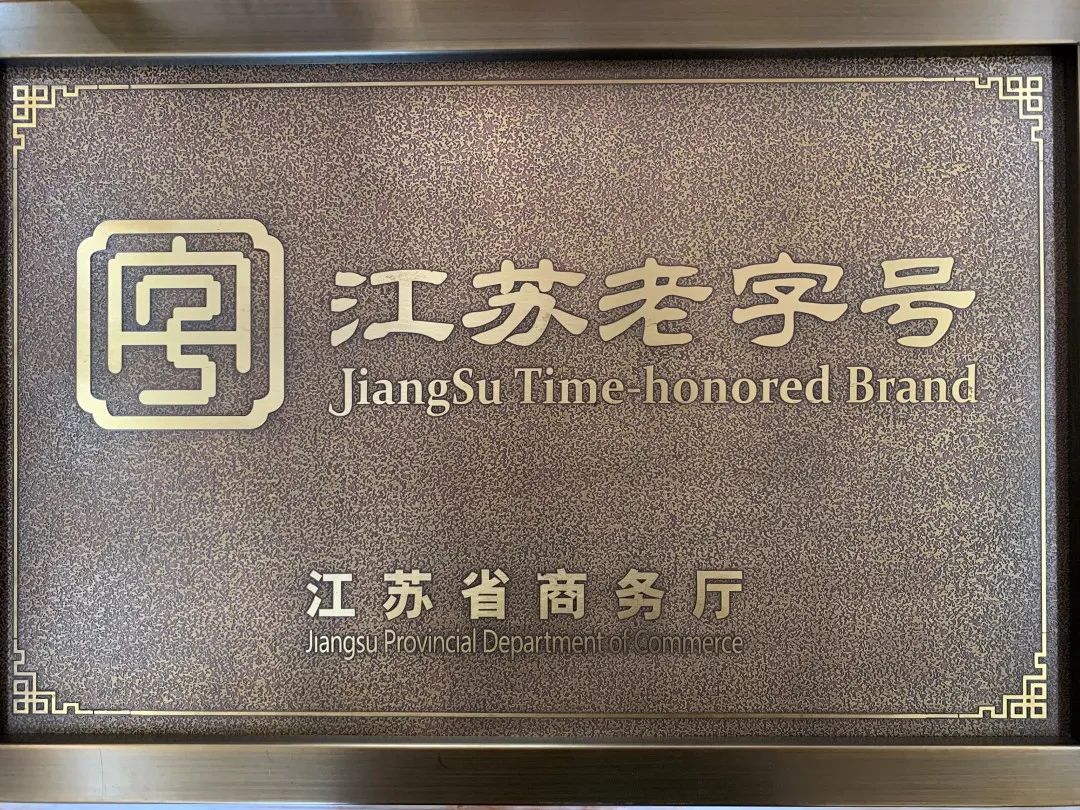 江苏老字号
JiangSu Time-honored Brand
江苏省商务厅
Jiangsu Provincial Department of Commerce